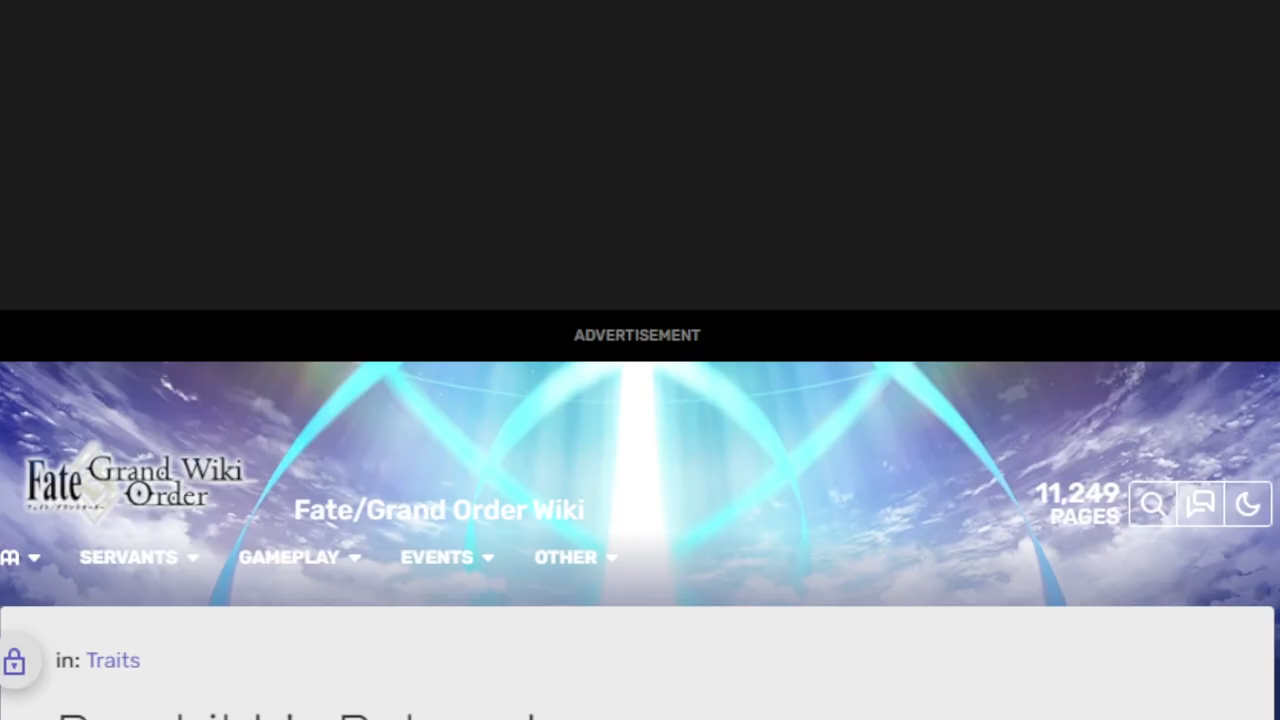 ADVERTISEMENT
Fate Grand Wiki
Order
Fate/Grand Order Wiki
11,249
PAGES
SERVANTS
GAMEPLAY
EVENTS
OTHER
in: Traits